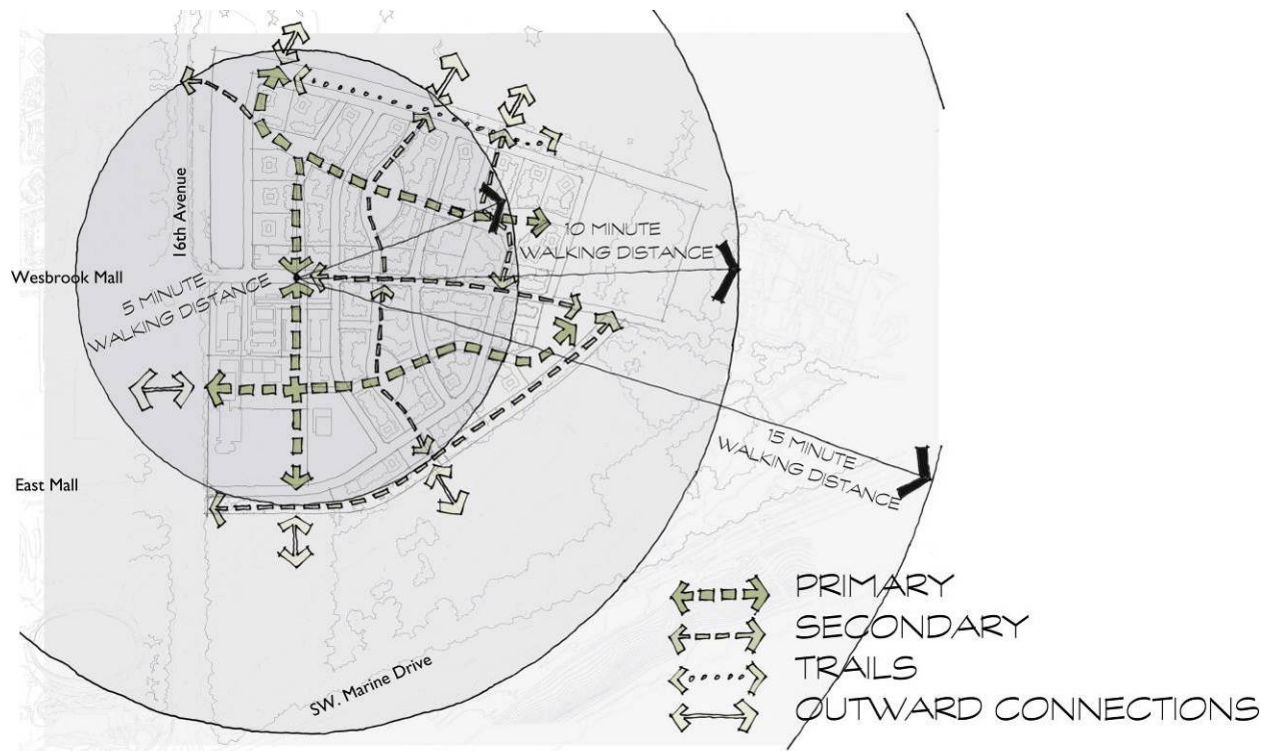 16th Avenue
Wesbrook Mall
5 MINUTE
WALKING DISTANCE
10 MINUTE
WALKING DISTANCE
15 MINUTE
WALKING DISTANCE
East Mall
SW. Marine Drive
PRIMARY
SECONDARY
TRAILS
OUTWARD CONNECTIONS